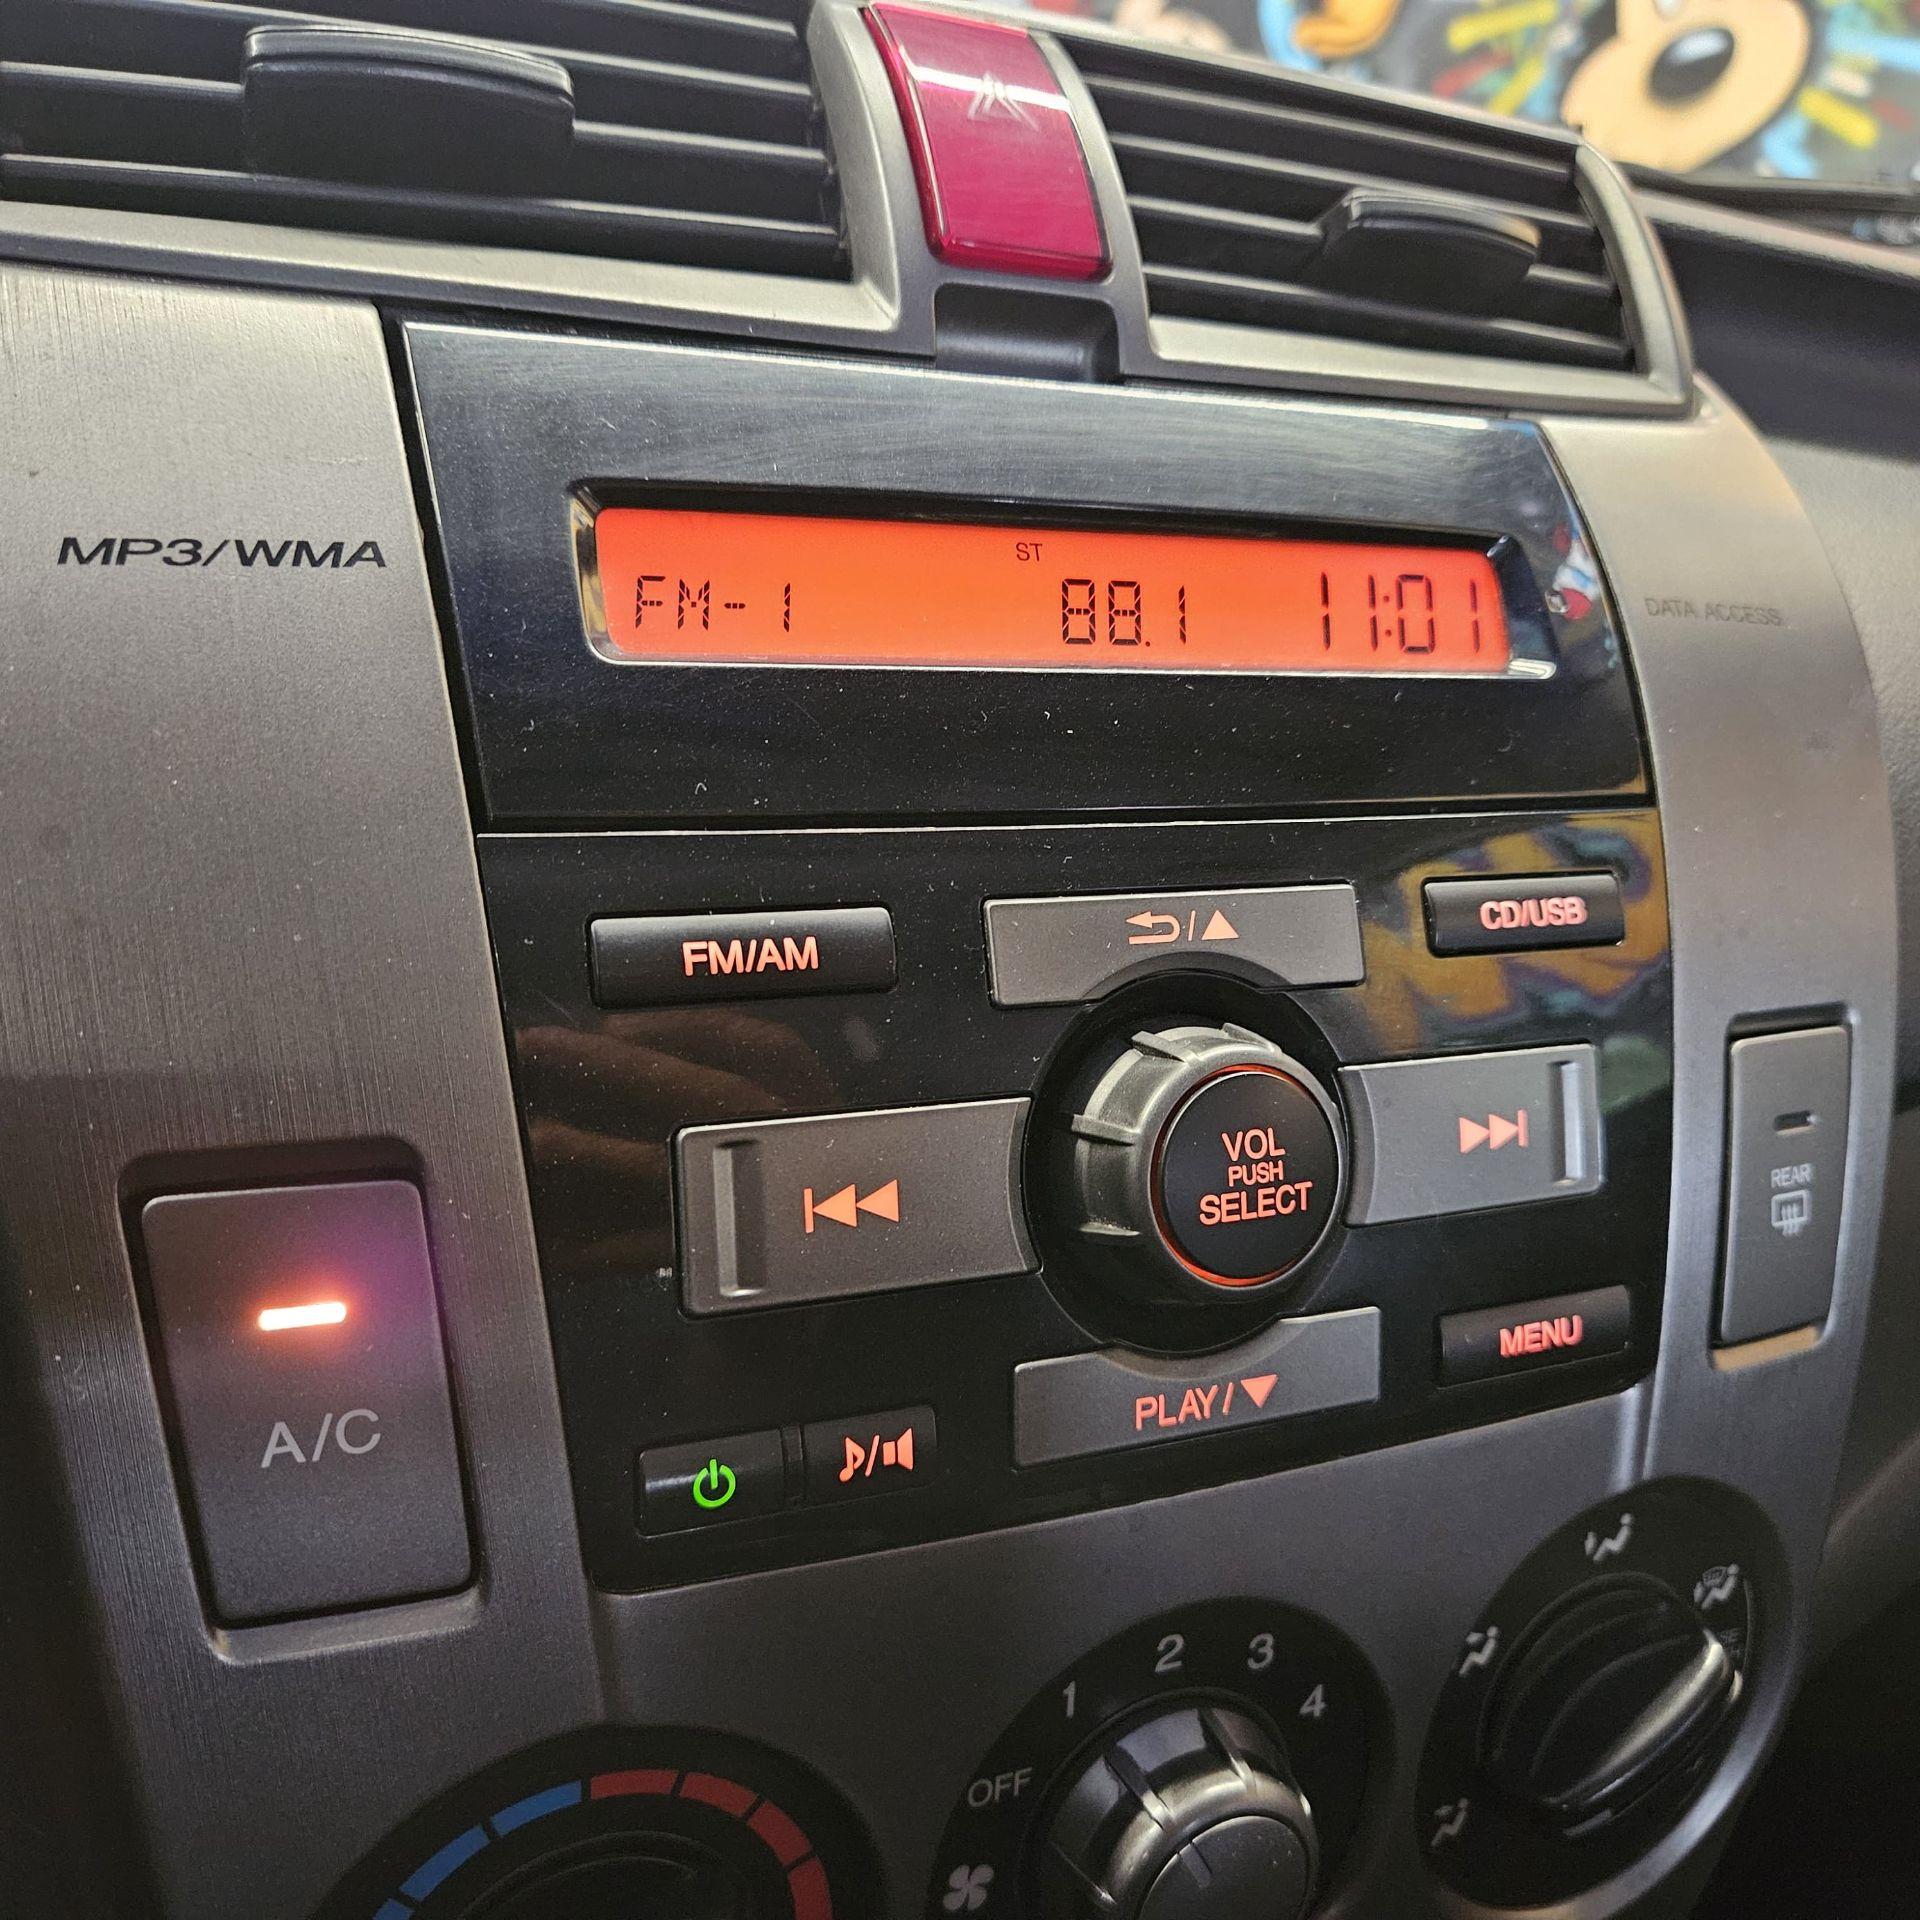 ST
FM-1 88.1 11:01
MP3/WMA
DATA ACCESS
FM/AM
CD/USB
VOL
PUSH
SELECT
REAR
MENU
PLAY/
A/C
1 2 3 4
OFF